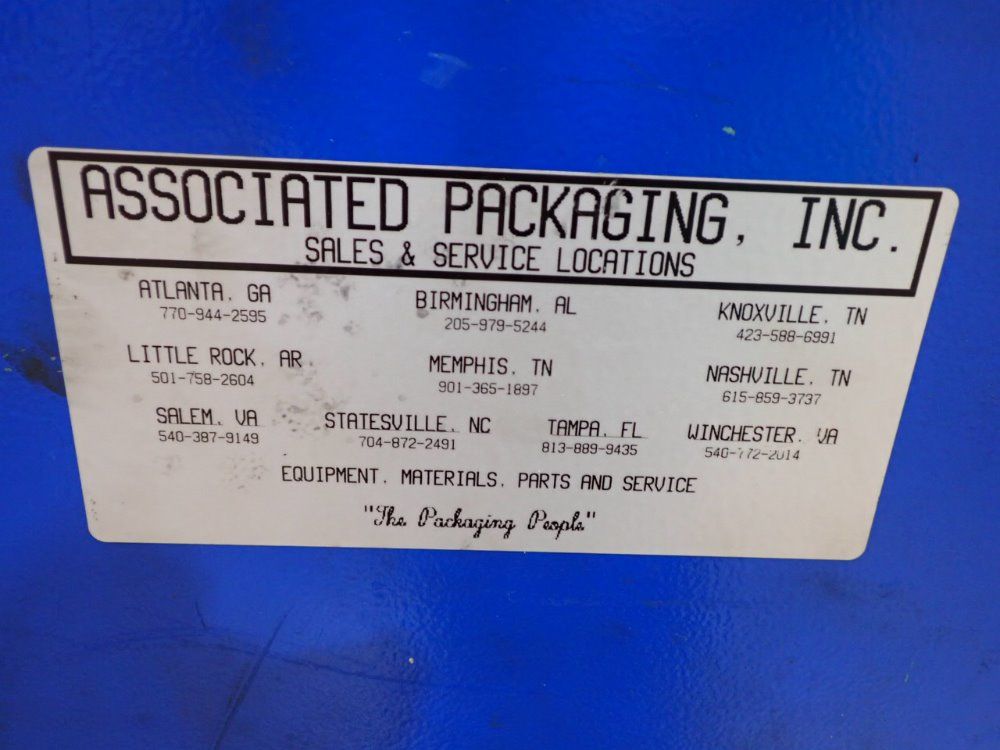 ASSOCIATED PACKAGING, INC.
SALES & SERVICE LOCATIONS
ATLANTA, GA
770-944-2595
BIRMINGHAM, AL
205-979-5244
KNOXVILLE, TN
423-588-6991
LITTLE ROCK, AR
501-758-2604
MEMPHIS, TN
901-365-1897
NASHVILLE, TN
615-859-3737
SALEM, VA
540-387-9149
STATESVILLE, NC
704-872-2491
TAMPA, FL
813-889-9435
WINCHESTER, VA
540-772-2014
EQUIPMENT, MATERIALS, PARTS AND SERVICE
"The Packaging People"